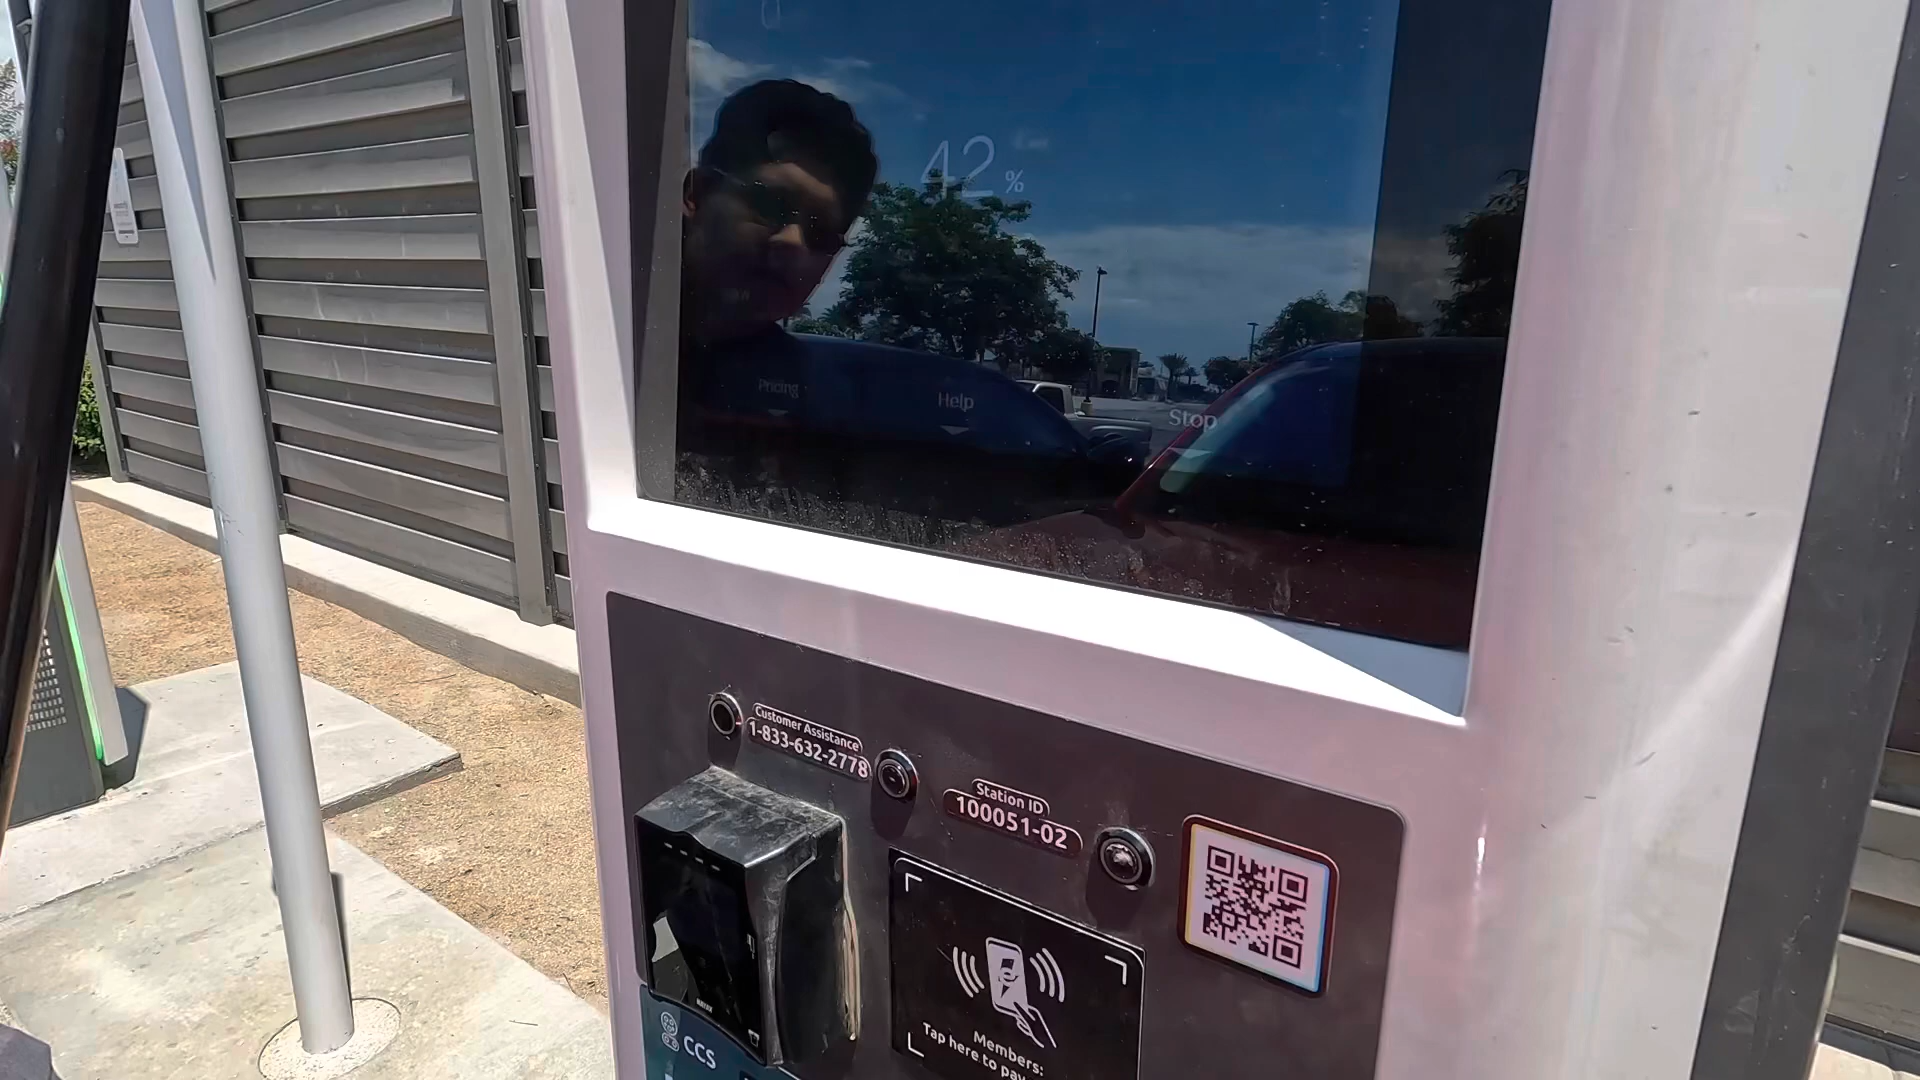 42 %
Pricing
Help
Stop
Customer Assistance
1-833-632-2778
Station ID
100051-02
Members:
Tap here to pay
CCS